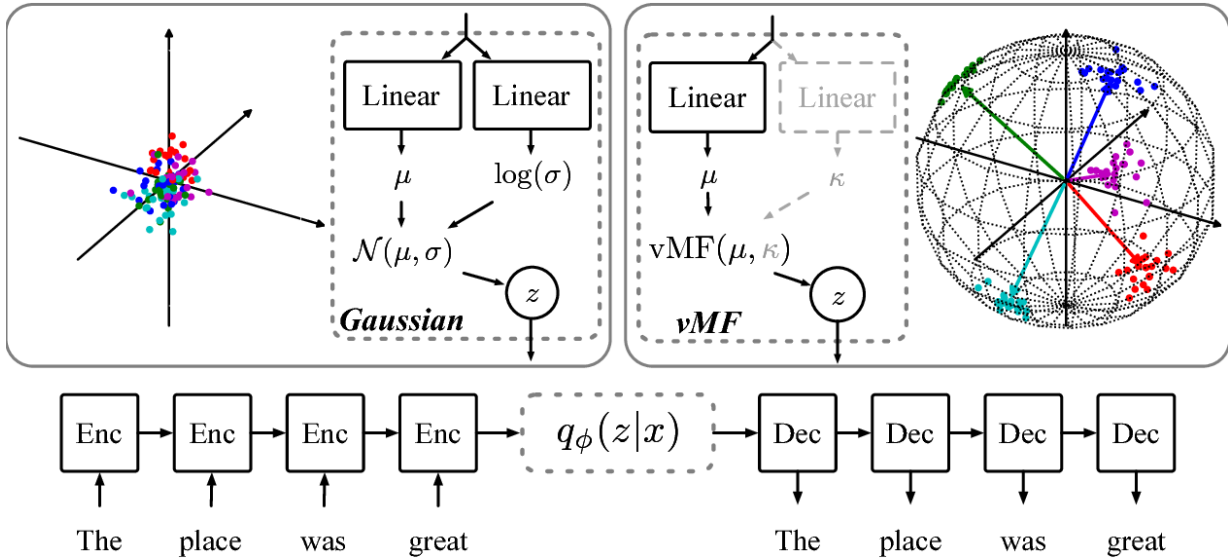 Linear Linear
μ log(σ)
𝒩(μ, σ)
z
Gaussian
Linear Linear
μ κ
vMF(μ, κ)
z
vMF
Enc Enc Enc Enc q_ϕ(z|x) Dec Dec Dec Dec
The place was great The place was great